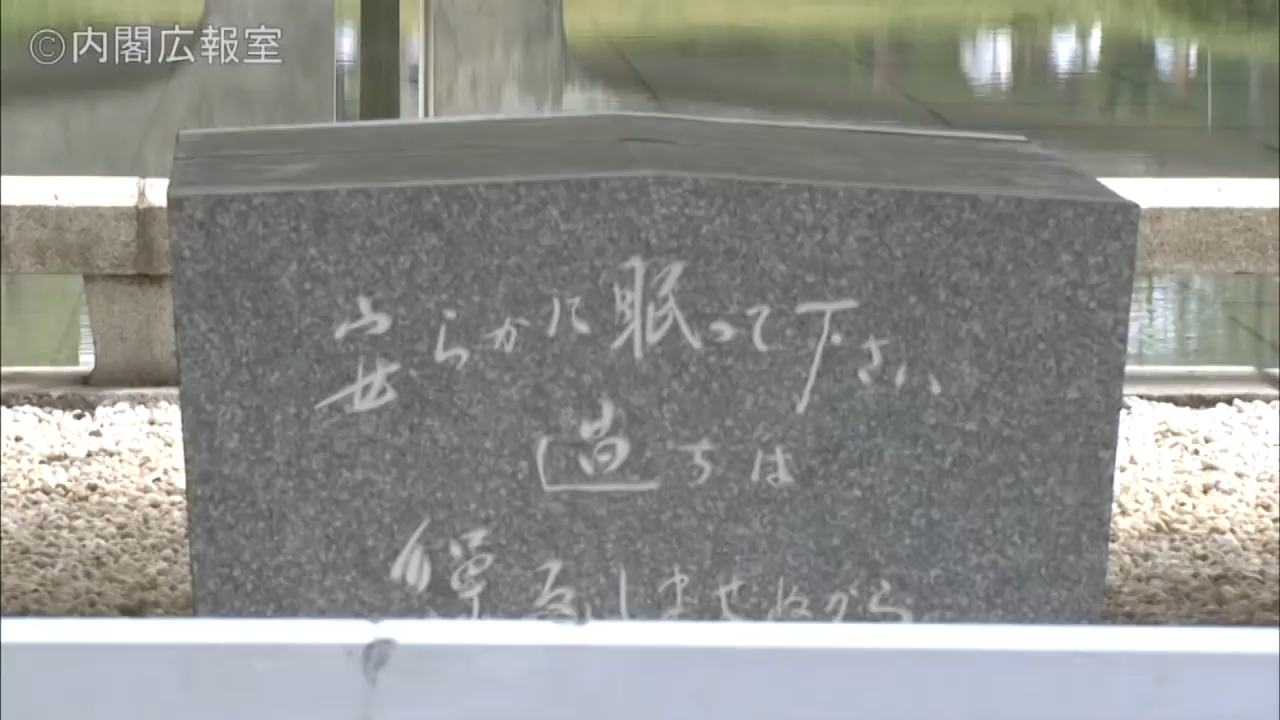 ©内閣広報室
安らかに眠って下さい
過ちは
繰返しませぬから